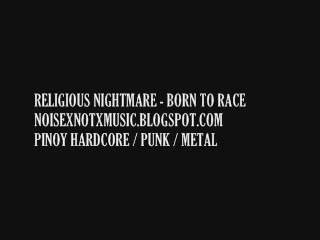 RELIGIOUS NIGHTMARE - BORN TO RACE
NOISEXNOTXMUSIC.BLOGSPOT.COM
PINOY HARDCORE / PUNK / METAL